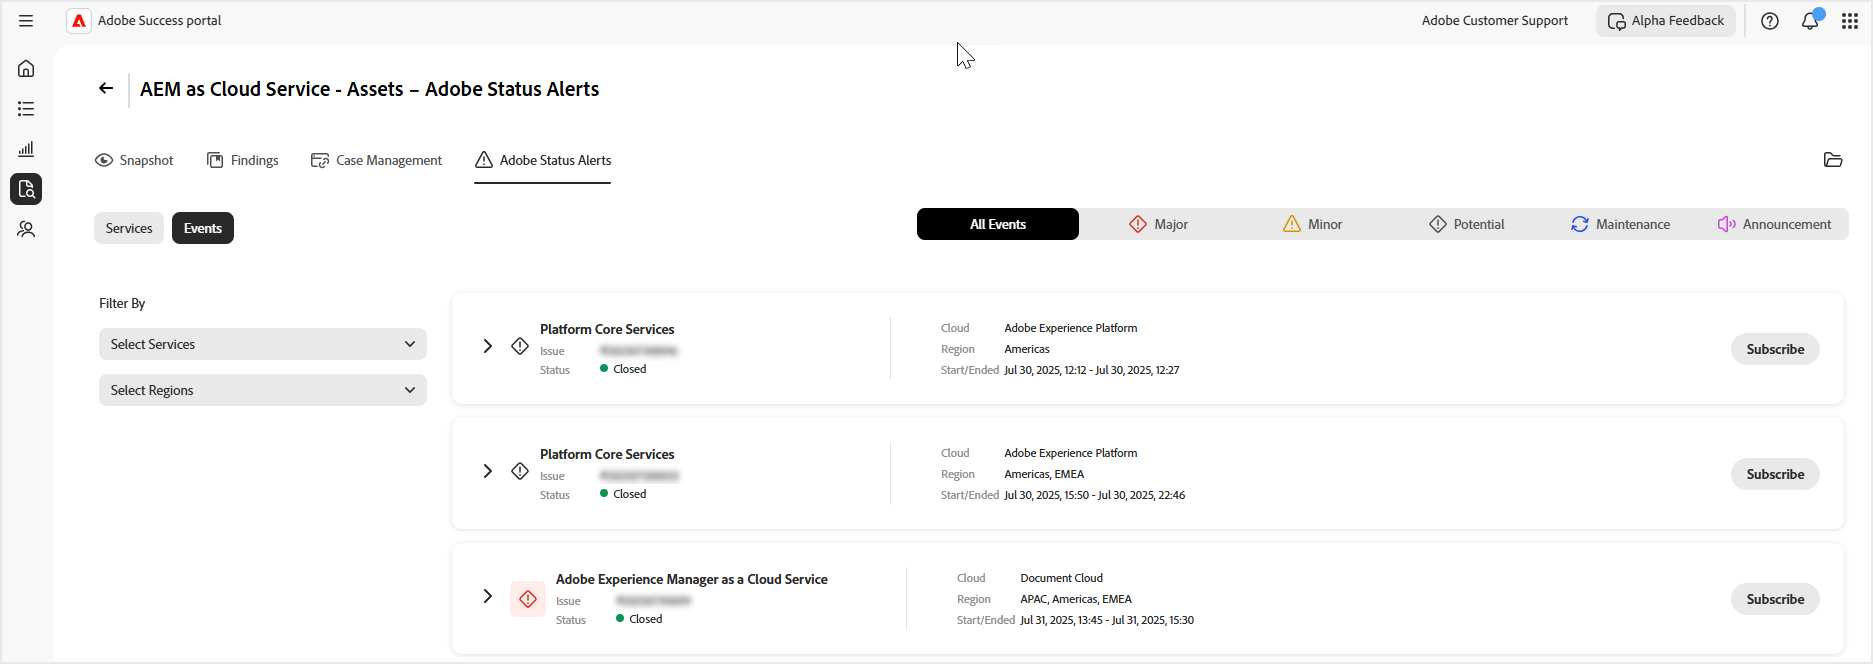 Adobe Success portal
Adobe Customer Support
Alpha Feedback
AEM as Cloud Service - Assets – Adobe Status Alerts
Snapshot
Findings
Case Management
Adobe Status Alerts
Services
Events
All Events
Major
Minor
Potential
Maintenance
Announcement
Filter By
Select Services
Select Regions
Platform Core Services
Issue
Status Closed
Cloud Adobe Experience Platform
Region Americas
Start/Ended Jul 30, 2025, 12:12 - Jul 30, 2025, 12:27
Subscribe
Platform Core Services
Issue
Status Closed
Cloud Adobe Experience Platform
Region Americas, EMEA
Start/Ended Jul 30, 2025, 15:50 - Jul 30, 2025, 22:46
Subscribe
Adobe Experience Manager as a Cloud Service
Issue
Status Closed
Cloud Document Cloud
Region APAC, Americas, EMEA
Start/Ended Jul 31, 2025, 13:45 - Jul 31, 2025, 15:30
Subscribe